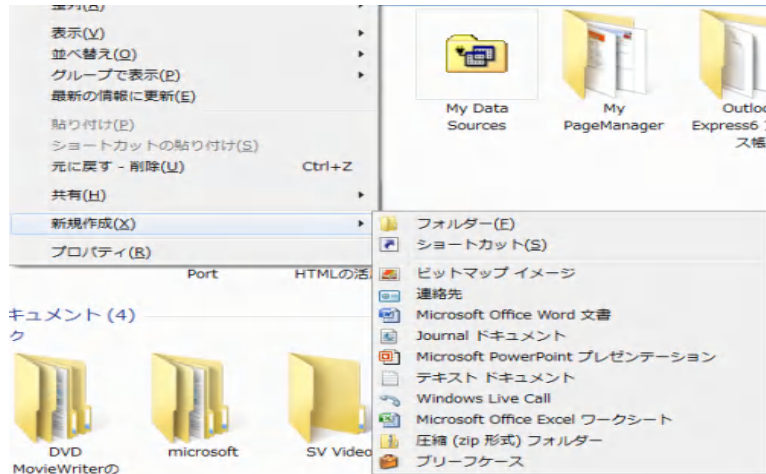 整列(A)
表示(V)
並べ替え(O)
グループで表示(P)
最新の情報に更新(E)
貼り付け(P)
ショートカットの貼り付け(S)
元に戻す - 削除(U) Ctrl+Z
共有(H)
新規作成(X)
プロパティ(R)
My Data
Sources
My
PageManager
Outloo
Express6 ア
ス帳
フォルダー(F)
ショートカット(S)
ビットマップ イメージ
連絡先
Microsoft Office Word 文書
Journal ドキュメント
Microsoft PowerPoint プレゼンテーション
テキスト ドキュメント
Windows Live Call
Microsoft Office Excel ワークシート
圧縮 (zip 形式) フォルダー
ブリーフケース
Port
HTMLの活
キュメント (4)
ク
DVD
MovieWriterの
microsoft
SV Video